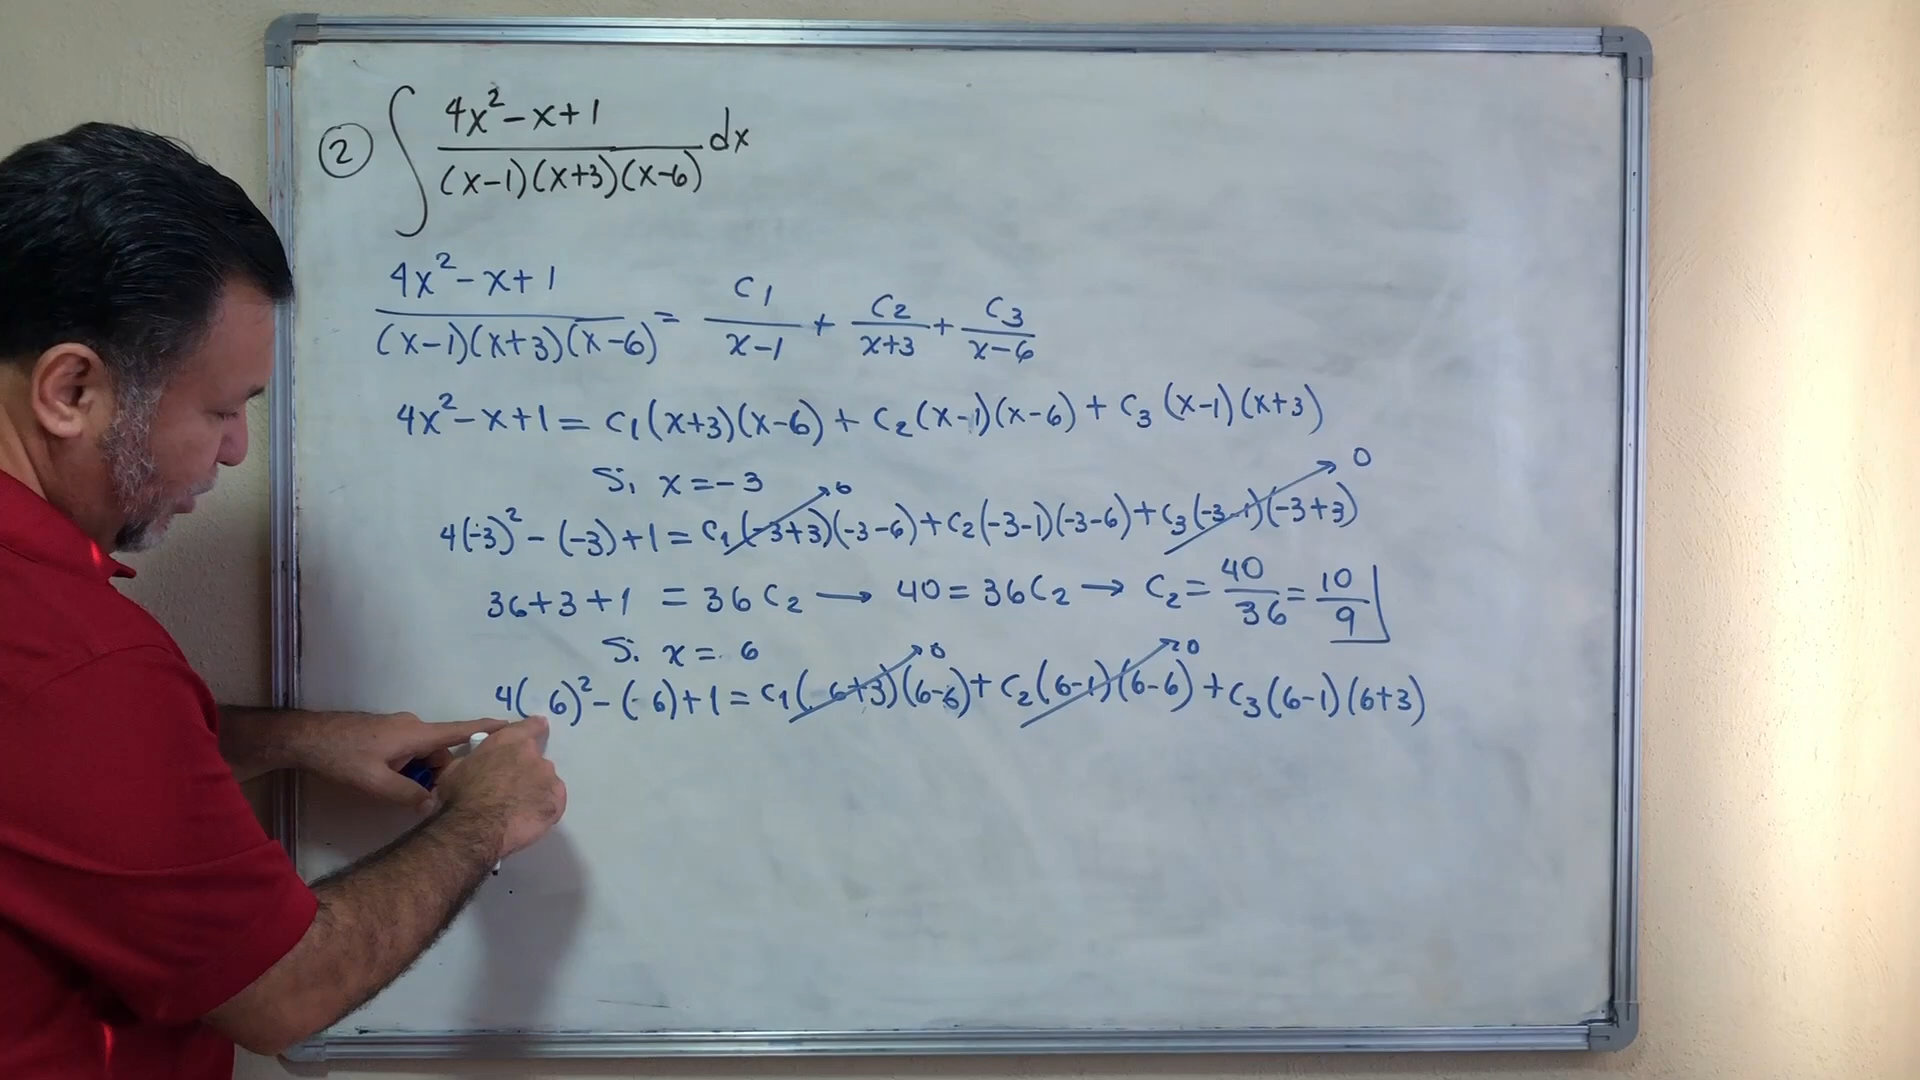 ② ∫ (4x² - x + 1) / ((x-1)(x+3)(x-6)) dx
(4x² - x + 1) / ((x-1)(x+3)(x-6)) = C1/(x-1) + C2/(x+3) + C3/(x-6)
4x² - x + 1 = C1(x+3)(x-6) + C2(x-1)(x-6) + C3(x-1)(x+3)
Si x = -3
4(-3)² - (-3) + 1 = C1(-3+3)(-3-6) → 0 + C2(-3-1)(-3-6) + C3(-3-1)(-3+3) → 0
36 + 3 + 1 = 36C2 → 40 = 36C2 → C2 = 40/36 = 10/9
Si x = 6
4(6)² - (6) + 1 = C1(6+3)(6-6) → 0 + C2(6-1)(6-6) → 0 + C3(6-1)(6+3)